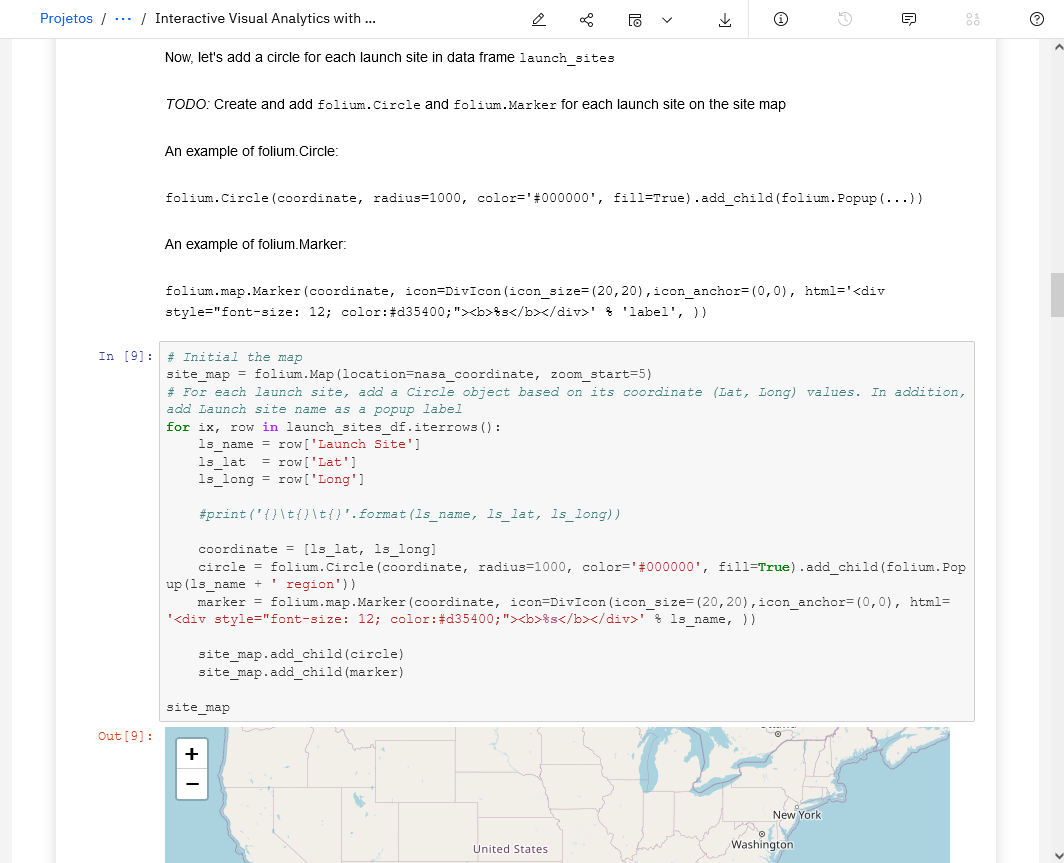 Projetos / ··· / Interactive Visual Analytics with ...
Now, let's add a circle for each launch site in data frame launch_sites
TODO: Create and add folium.Circle and folium.Marker for each launch site on the site map
An example of folium.Circle:
folium.Circle(coordinate, radius=1000, color='#000000', fill=True).add_child(folium.Popup(...))
An example of folium.Marker:
folium.map.Marker(coordinate, icon=DivIcon(icon_size=(20,20),icon_anchor=(0,0), html='<div
style="font-size: 12; color:#d35400;"><b>%s</b></div>' % 'label', ))
In [9]:
# Initial the map
site_map = folium.Map(location=nasa_coordinate, zoom_start=5)
# For each launch site, add a Circle object based on its coordinate (Lat, Long) values. In addition,
add Launch site name as a popup label
for ix, row in launch_sites_df.iterrows():
    ls_name = row['Launch Site']
    ls_lat  = row['Lat']
    ls_long = row['Long']
    #print('{}\t{}\t{}'.format(ls_name, ls_lat, ls_long))
    coordinate = [ls_lat, ls_long]
    circle = folium.Circle(coordinate, radius=1000, color='#000000', fill=True).add_child(folium.Pop
up(ls_name + ' region'))
    marker = folium.map.Marker(coordinate, icon=DivIcon(icon_size=(20,20),icon_anchor=(0,0), html=
'<div style="font-size: 12; color:#d35400;"><b>%s</b></div>' % ls_name, ))
    site_map.add_child(circle)
    site_map.add_child(marker)
site_map
Out[9]:
+
−
New York
Washington
United States